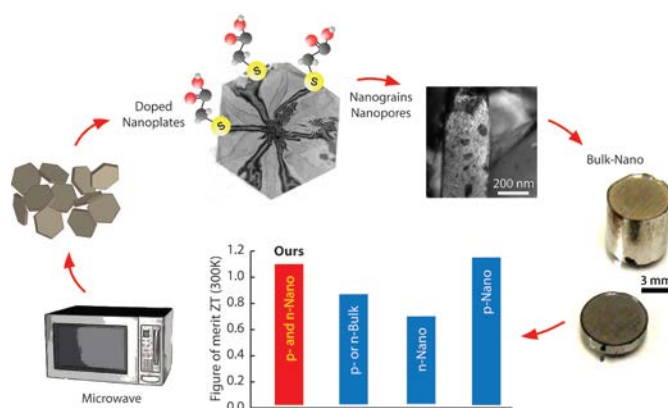 Doped
Nanoplates
S
S
S
Nanograins
Nanopores
200 nm
Bulk-Nano
3 mm
Microwave
Figure of merit ZT (300K)
1.2
1.0
0.8
0.6
0.4
0.2
0.0
Ours
p- and n-Nano
p- or n-Bulk
n-Nano
p-Nano